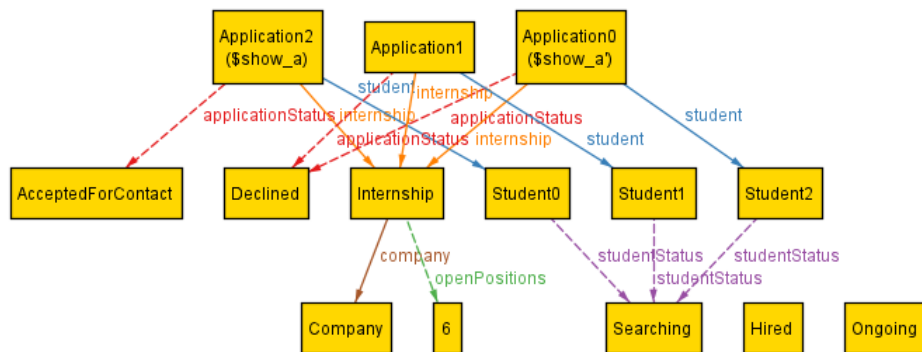 Application2
($show_a)
Application1
Application0
($show_a')
student
internship
applicationStatus
internship
applicationStatus
student
student
applicationStatus
internship
AcceptedForContact
Declined
Internship
Student0
Student1
Student2
company
studentStatus
studentStatus
openPositions
studentStatus
Company
6
Searching
Hired
Ongoing